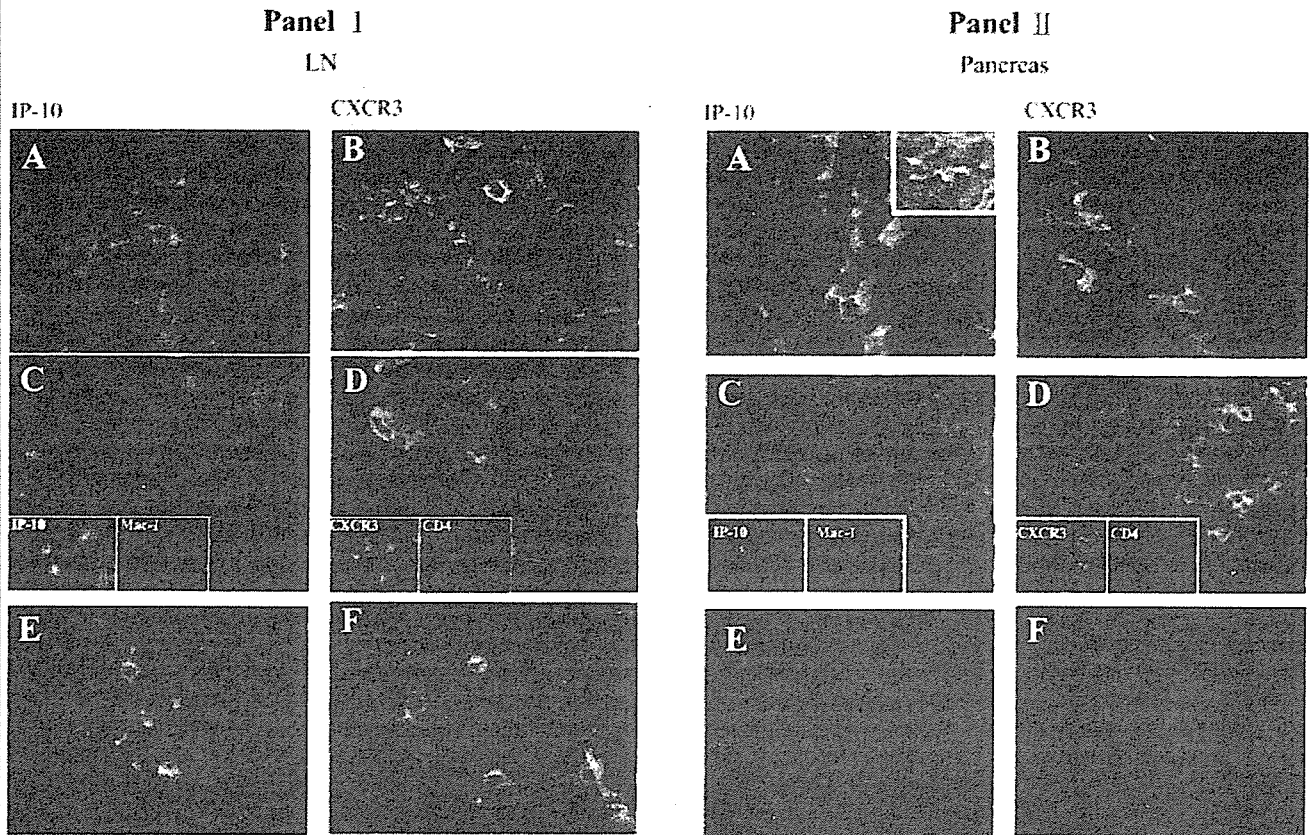 Panel I
LN
IP-10
CXCR3
A
B
C
IP-10
Mac-1
D
CXCR3
CD4
E
F
Panel II
Pancreas
IP-10
CXCR3
A
B
C
IP-10
Mac-1
D
CXCR3
CD4
E
F